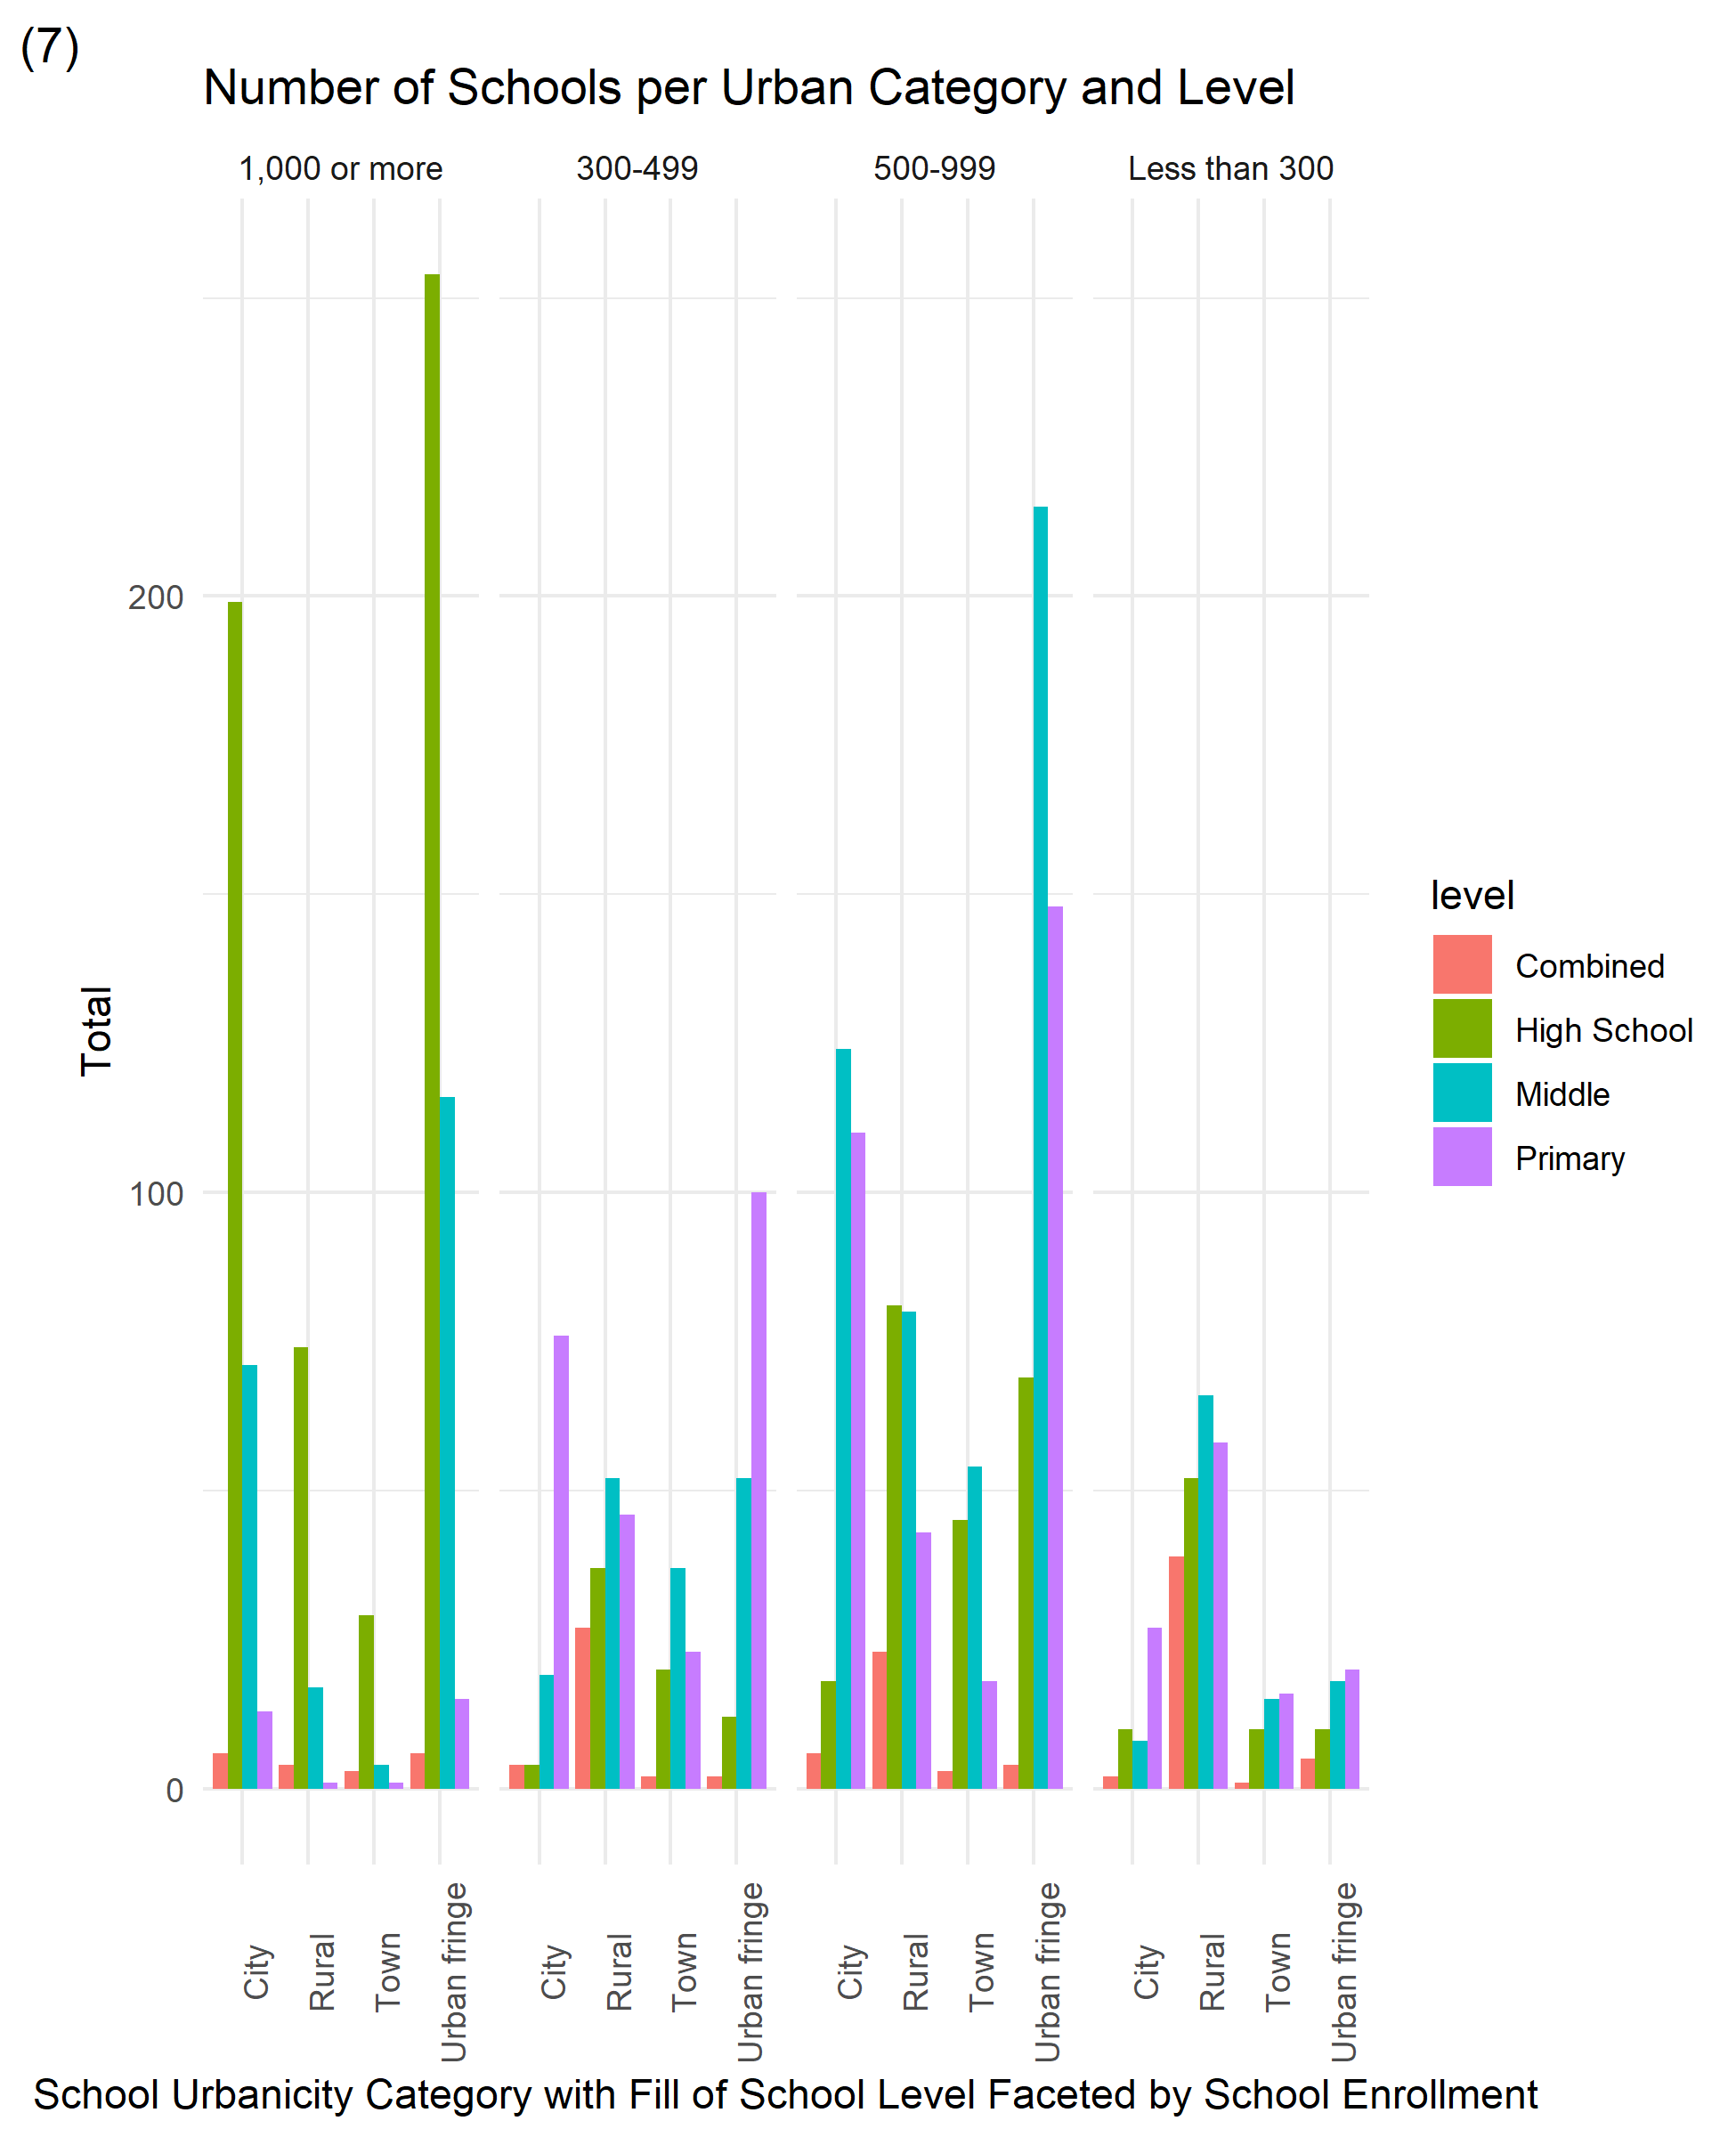 (7)
Number of Schools per Urban Category and Level
1,000 or more
300-499
500-999
Less than 300
200
100
0
Total
level
Combined
High School
Middle
Primary
City
Rural
Town
Urban fringe
City
Rural
Town
Urban fringe
City
Rural
Town
Urban fringe
City
Rural
Town
Urban fringe
School Urbanicity Category with Fill of School Level Faceted by School Enrollment